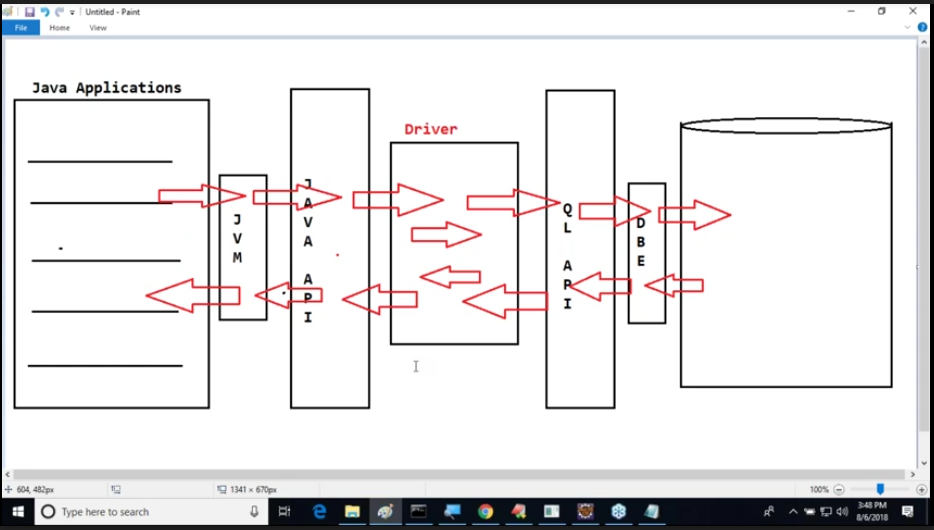 Untitled - Paint
File Home View
Java Applications
Driver
J
V
M
J
A
V
A
A
P
I
Q
L
A
P
I
D
B
E
604, 482px
1341 × 670px
100%
Type here to search
3:48 PM
8/6/2018